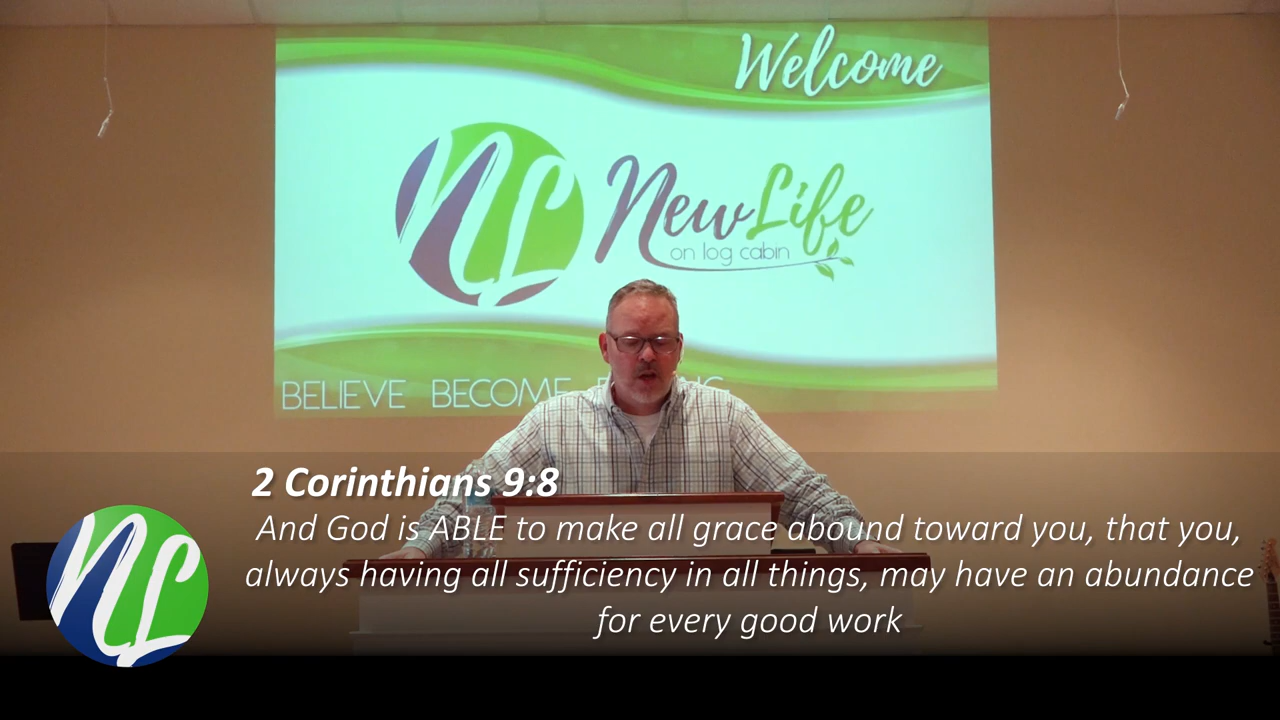 Welcome
NL
NewLife
on log cabin
BELIEVE BECOME
2 Corinthians 9:8
And God is ABLE to make all grace abound toward you, that you,
always having all sufficiency in all things, may have an abundance
for every good work
NL